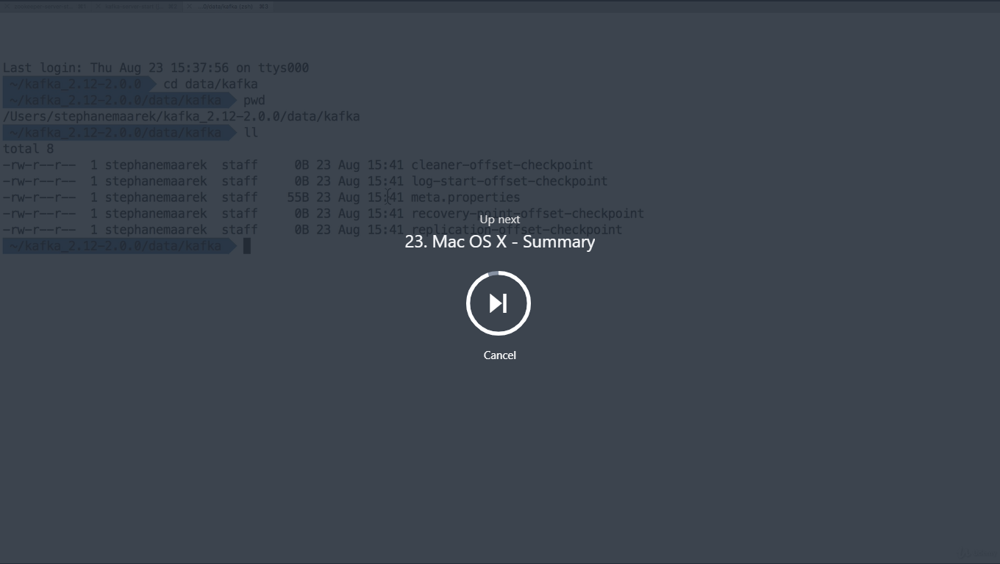 ...0/data/kafka (zsh) ⌘3
Last login: Thu Aug 23 15:37:56 on ttys000
~/kafka_2.12-2.0.0 cd data/kafka
~/kafka_2.12-2.0.0/data/kafka pwd
/Users/stephanemaarek/kafka_2.12-2.0.0/data/kafka
~/kafka_2.12-2.0.0/data/kafka ll
total 8
-rw-r--r-- 1 stephanemaarek staff 0B 23 Aug 15:41 cleaner-offset-checkpoint
-rw-r--r-- 1 stephanemaarek staff 0B 23 Aug 15:41 log-start-offset-checkpoint
-rw-r--r-- 1 stephanemaarek staff 55B 23 Aug 15:41 meta.properties
-rw-r--r-- 1 stephanemaarek staff 0B 23 Aug 15:41 recovery-point-offset-checkpoint
-rw-r--r-- 1 stephanemaarek staff 0B 23 Aug 15:41 replication-offset-checkpoint
~/kafka_2.12-2.0.0/data/kafka
Up next
23. Mac OS X - Summary
Cancel